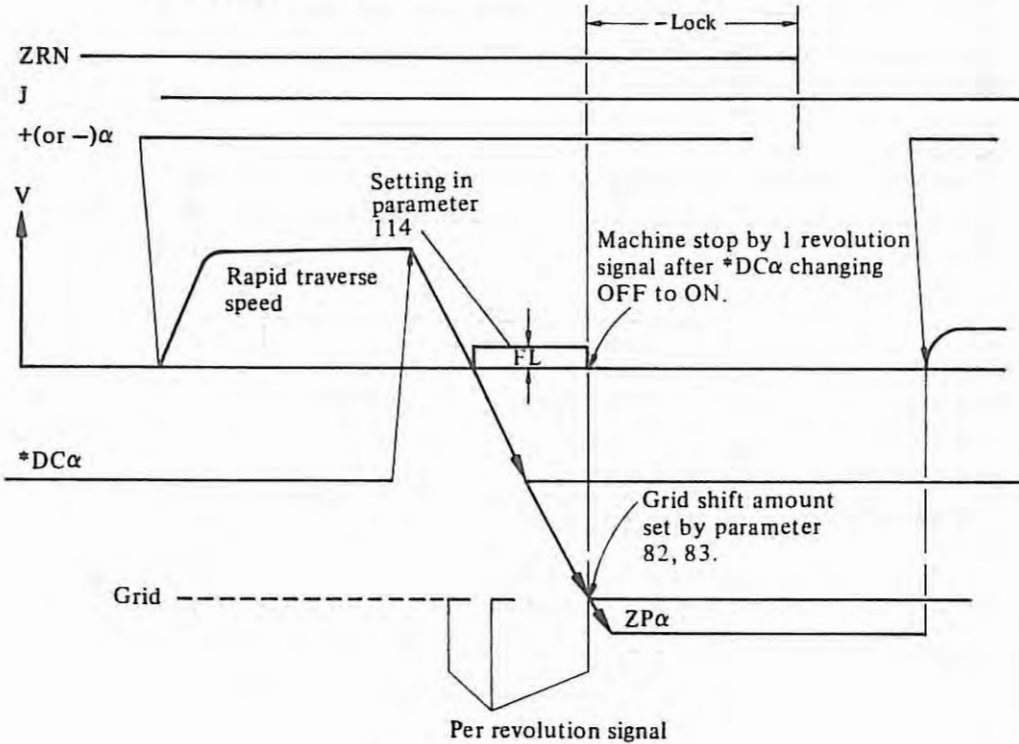 – Lock
ZRN
J
+(or –)α
V
Setting in
parameter
114
Rapid traverse
speed
FL
Machine stop by 1 revolution
signal after *DCα changing
OFF to ON.
*DCα
Grid shift amount
set by parameter
82, 83.
Grid
ZPα
Per revolution signal